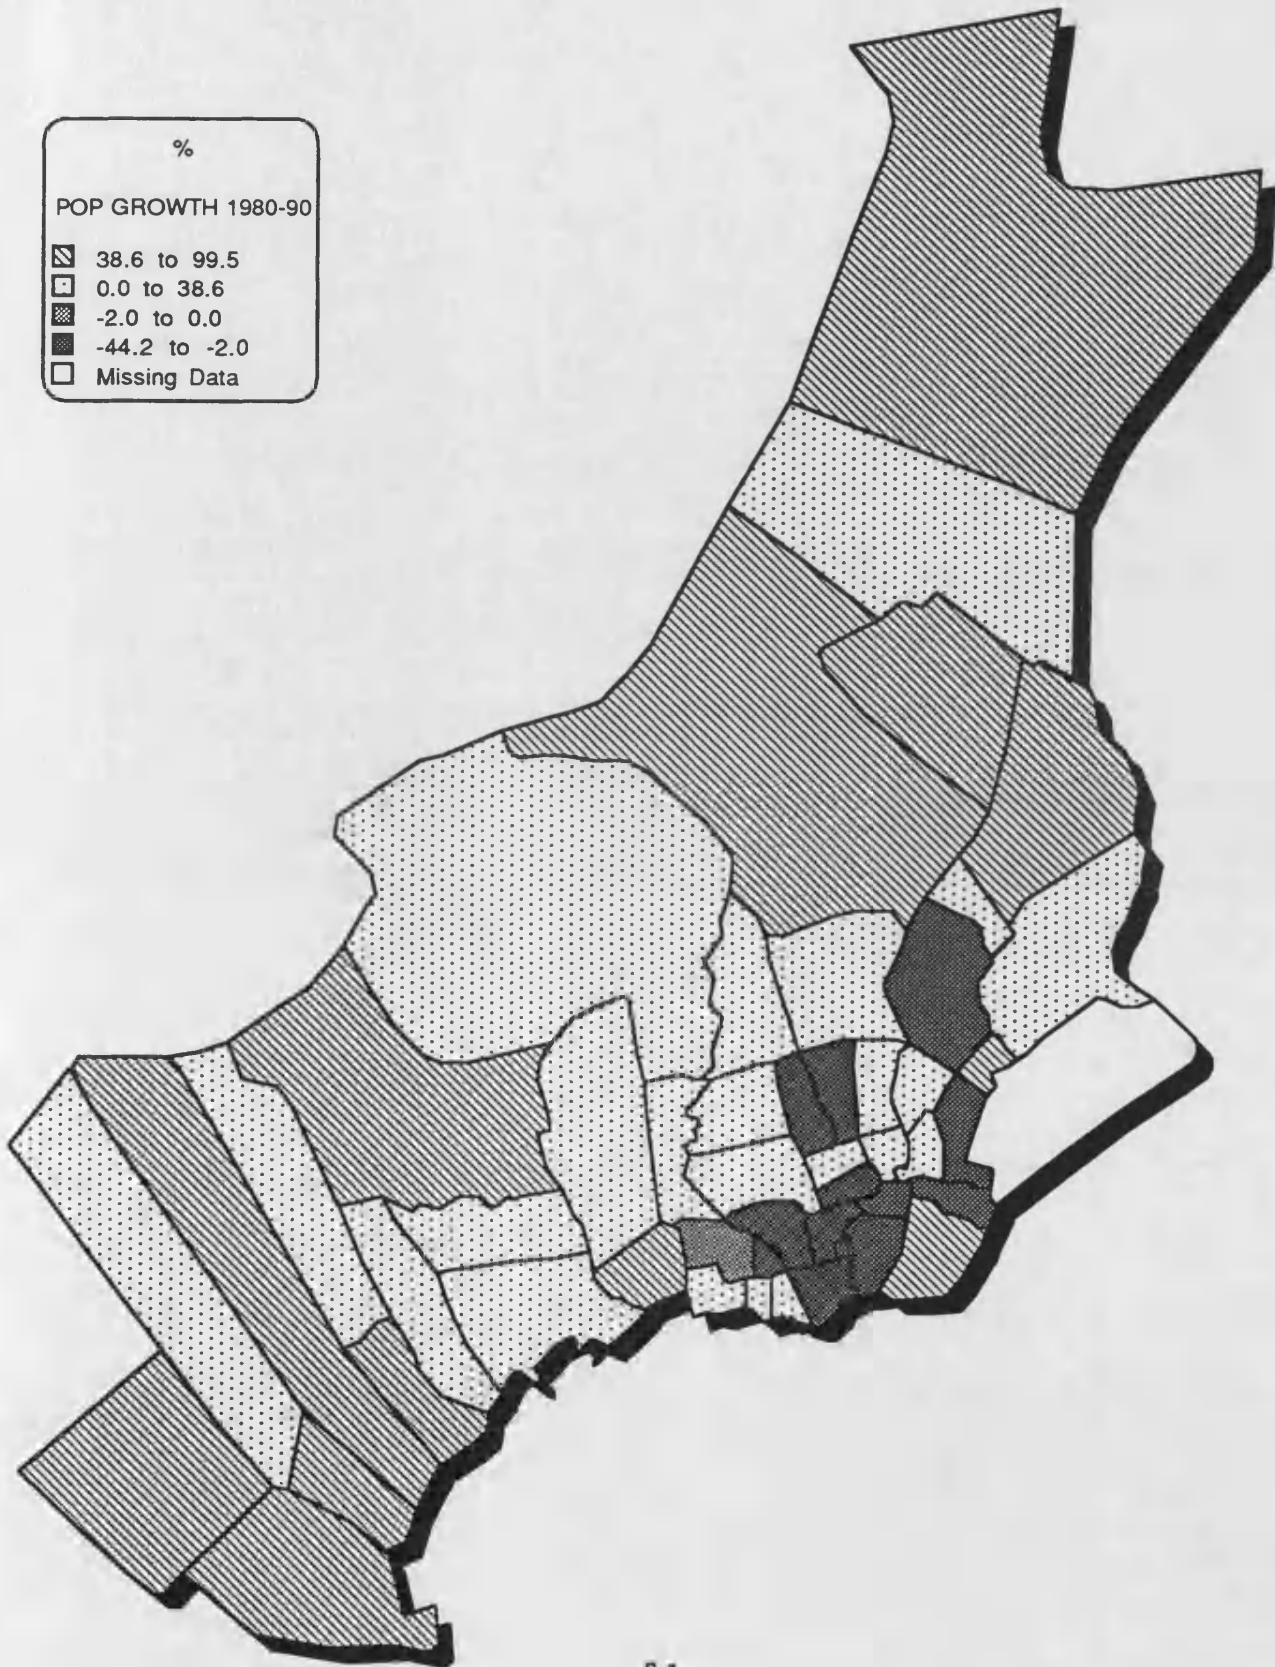 %
POP GROWTH 1980-90
38.6 to 99.5
0.0 to 38.6
-2.0 to 0.0
-44.2 to -2.0
Missing Data